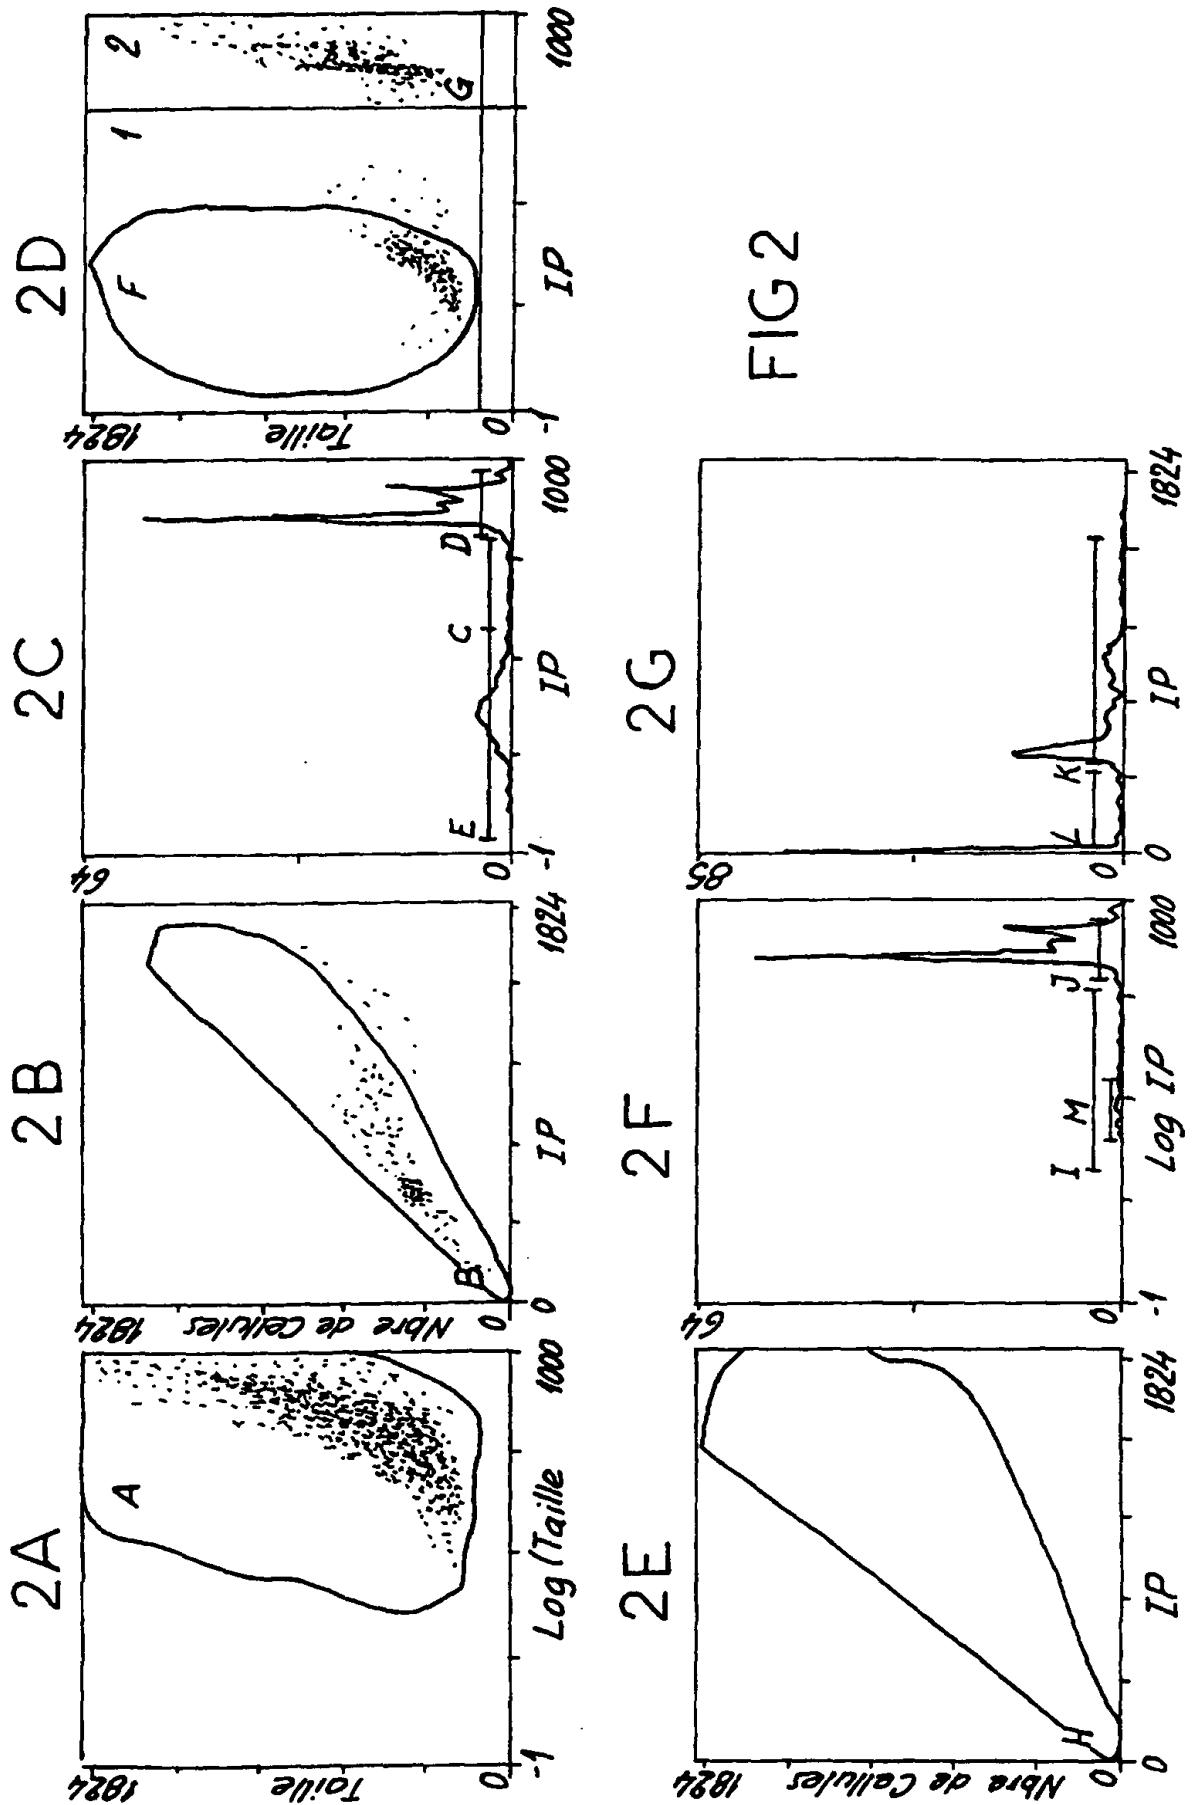 2A
1824
Taille
0
A
-1
Log (Taille
1000
2B
1824
Nbre de Cellules
0
B
0
IP
1824
2C
64
0
E
C
D
-1
IP
1000
2D
1824
Taille
0
F
1
2
G
-1
IP
1000
2E
1824
Nbre de Cellules
0
H
0
IP
1824
2F
64
0
I
M
J
-1
Log IP
1000
2G
85
0
L
K
0
IP
1824
FIG 2